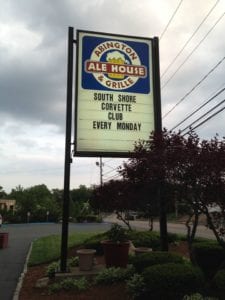 ABINGTON
ALE HOUSE
& GRILLE
SOUTH SHORE
CORVETTE
CLUB
EVERY MONDAY